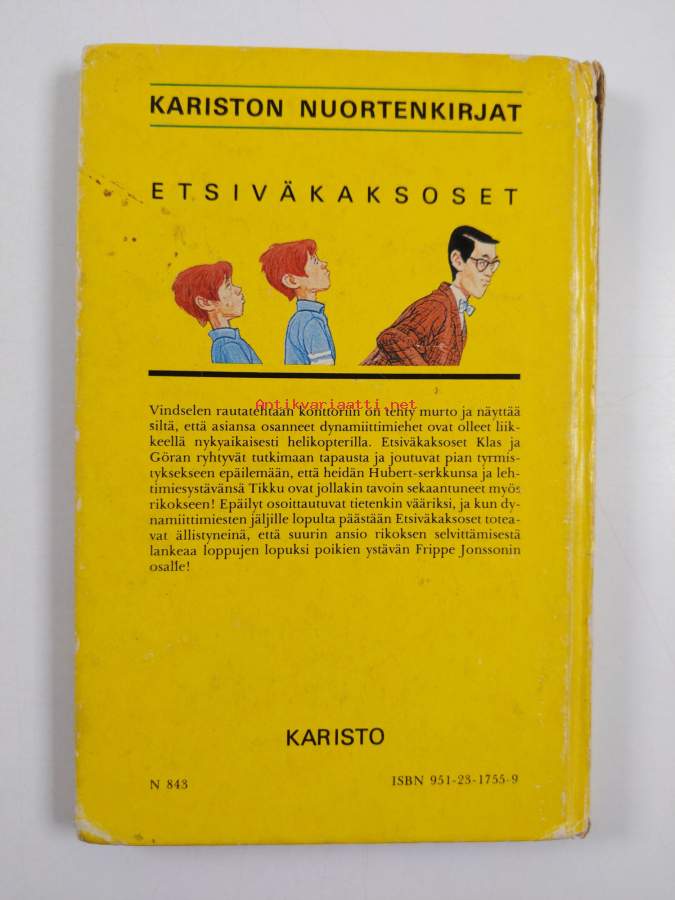 KARISTON NUORTENKIRJAT
ETSIVÄKAKSOSET
Antikvariaatti.net
Vindselen rautatehtaan konttoriin on tehty murto ja näyttää
siltä, että asiansa osanneet dynamiittimiehet ovat olleet liik-
keellä nykyaikaisesti helikopterilla. Etsiväkaksoset Klas ja
Göran ryhtyvät tutkimaan tapausta ja joutuvat pian tyrmis-
tyksekseen epäilemään, että heidän Hubert-serkkunsa ja leh-
timiesystävänsä Tikku ovat jollakin tavoin sekaantuneet myös
rikokseen! Epäilyt osoittautuvat tietenkin vääriksi, ja kun dy-
namiittimiesten jäljille lopulta päästään Etsiväkaksoset totea-
vat ällistyneinä, että suurin ansio rikoksen selvittämisestä
lankeaa loppujen lopuksi poikien ystävän Frippe Jonssonin
osalle!
KARISTO
N 843
ISBN 951-23-1755-9